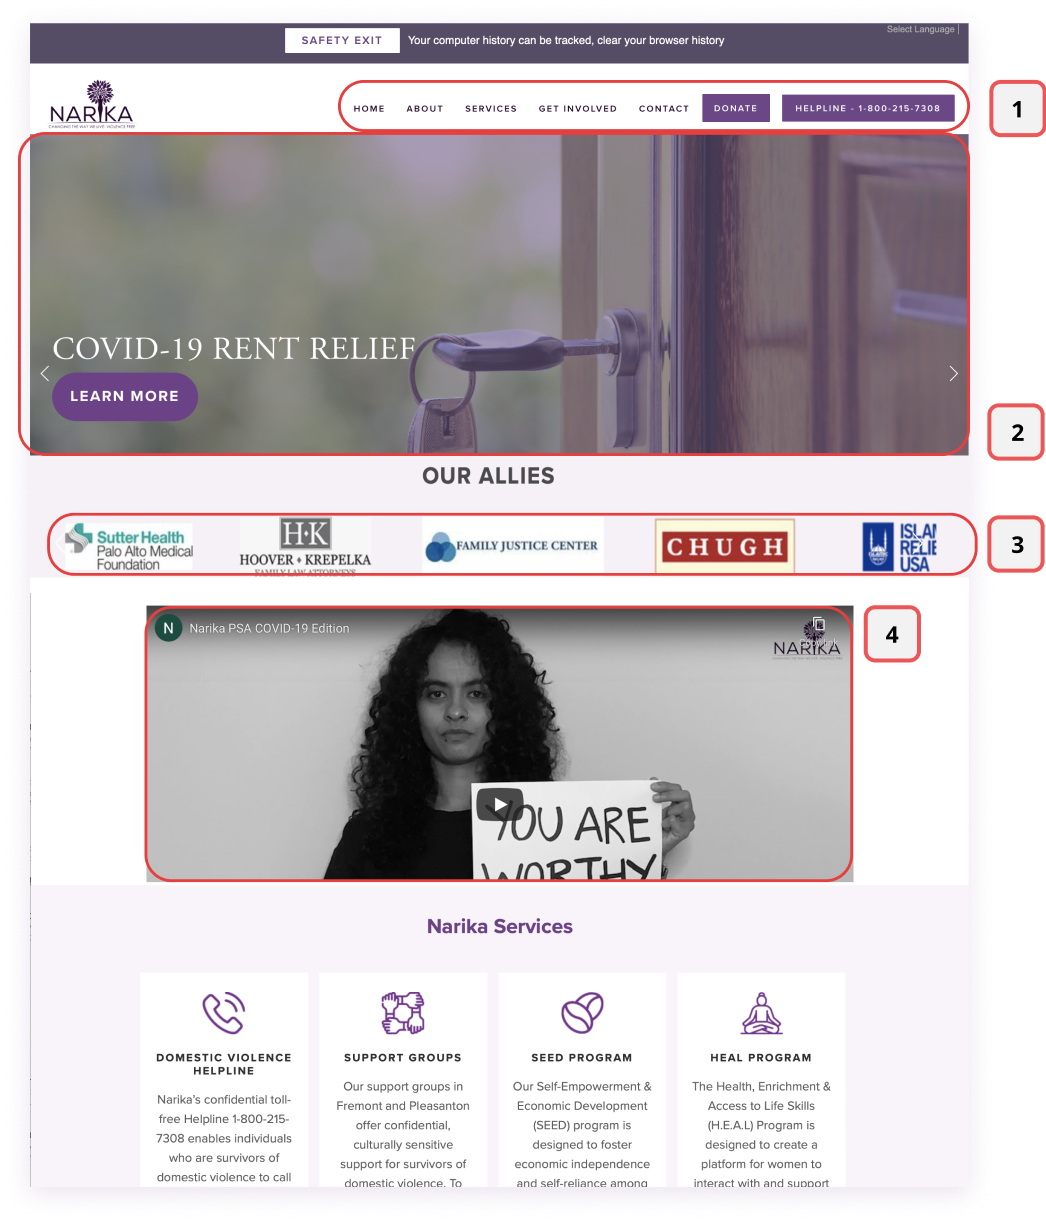 Select Language
SAFETY EXIT Your computer history can be tracked, clear your browser history
NARIKA
CHANGING THE WAY WE LIVE- VIOLENCE FREE
HOME ABOUT SERVICES GET INVOLVED CONTACT DONATE HELPLINE - 1-800-215-7308
1
COVID-19 RENT RELIEF
LEARN MORE
2
OUR ALLIES
Sutter Health
Palo Alto Medical
Foundation
H·K
HOOVER • KREPELKA
FAMILY LAW ATTORNEYS
FAMILY JUSTICE CENTER
CHUGH
ISLAM
RELIE
USA
3
N Narika PSA COVID-19 Edition
NARIKA
4
YOU ARE
WORTHY
Narika Services
DOMESTIC VIOLENCE
HELPLINE
Narika's confidential toll-
free Helpline 1-800-215-
7308 enables individuals
who are survivors of
domestic violence to call
SUPPORT GROUPS
Our support groups in
Fremont and Pleasanton
offer confidential,
culturally sensitive
support for survivors of
domestic violence. To
SEED PROGRAM
Our Self-Empowerment &
Economic Development
(SEED) program is
designed to foster
economic independence
and self-reliance among
HEAL PROGRAM
The Health, Enrichment &
Access to Life Skills
(H.E.A.L) Program is
designed to create a
platform for women to
interact with and support